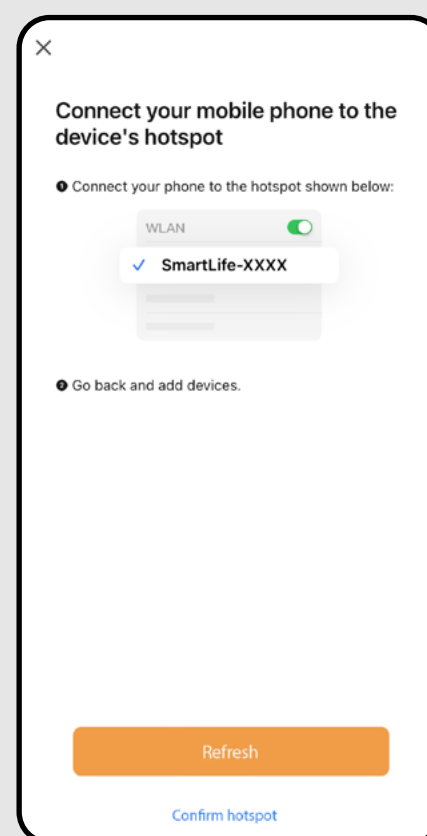 Connect your mobile phone to the
device's hotspot
❶ Connect your phone to the hotspot shown below:
WLAN
✓ SmartLife-XXXX
❷ Go back and add devices.
Refresh
Confirm hotspot